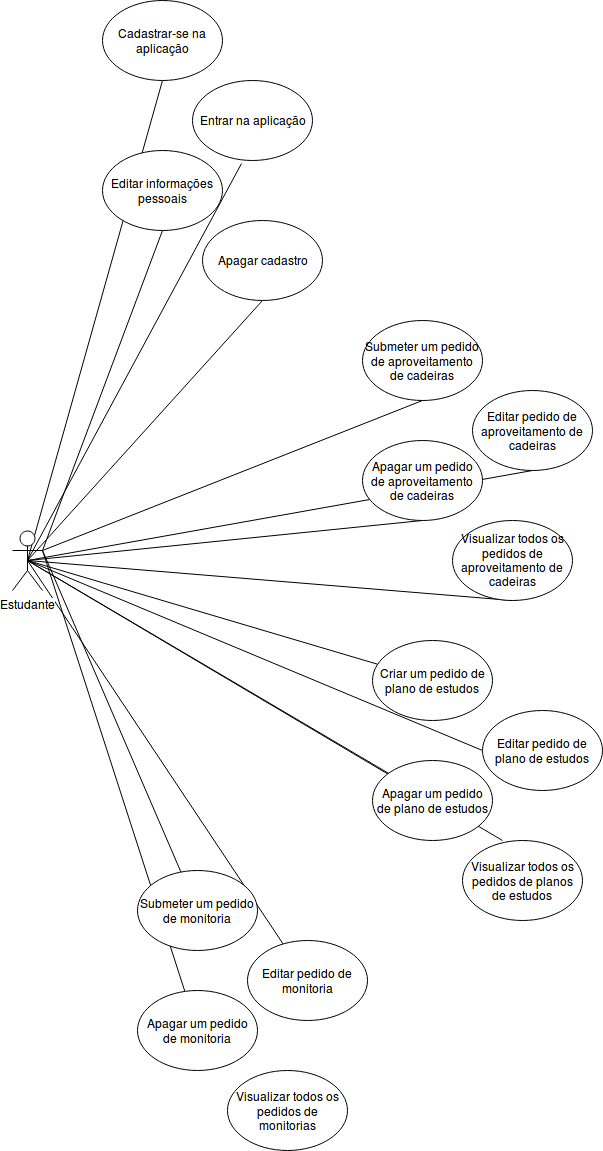 Cadastrar-se na
aplicação
Entrar na aplicação
Editar informações
pessoais
Apagar cadastro
Submeter um pedido
de aproveitamento
de cadeiras
Editar pedido de
aproveitamento de
cadeiras
Apagar um pedido
de aproveitamento
de cadeiras
Visualizar todos os
pedidos de
aproveitamento de
cadeiras
Estudante
Criar um pedido de
plano de estudos
Editar pedido de
plano de estudos
Apagar um pedido
de plano de estudos
Visualizar todos os
pedidos de planos
de estudos
Submeter um pedido
de monitoria
Editar pedido de
monitoria
Apagar um pedido
de monitoria
Visualizar todos os
pedidos de
monitorias